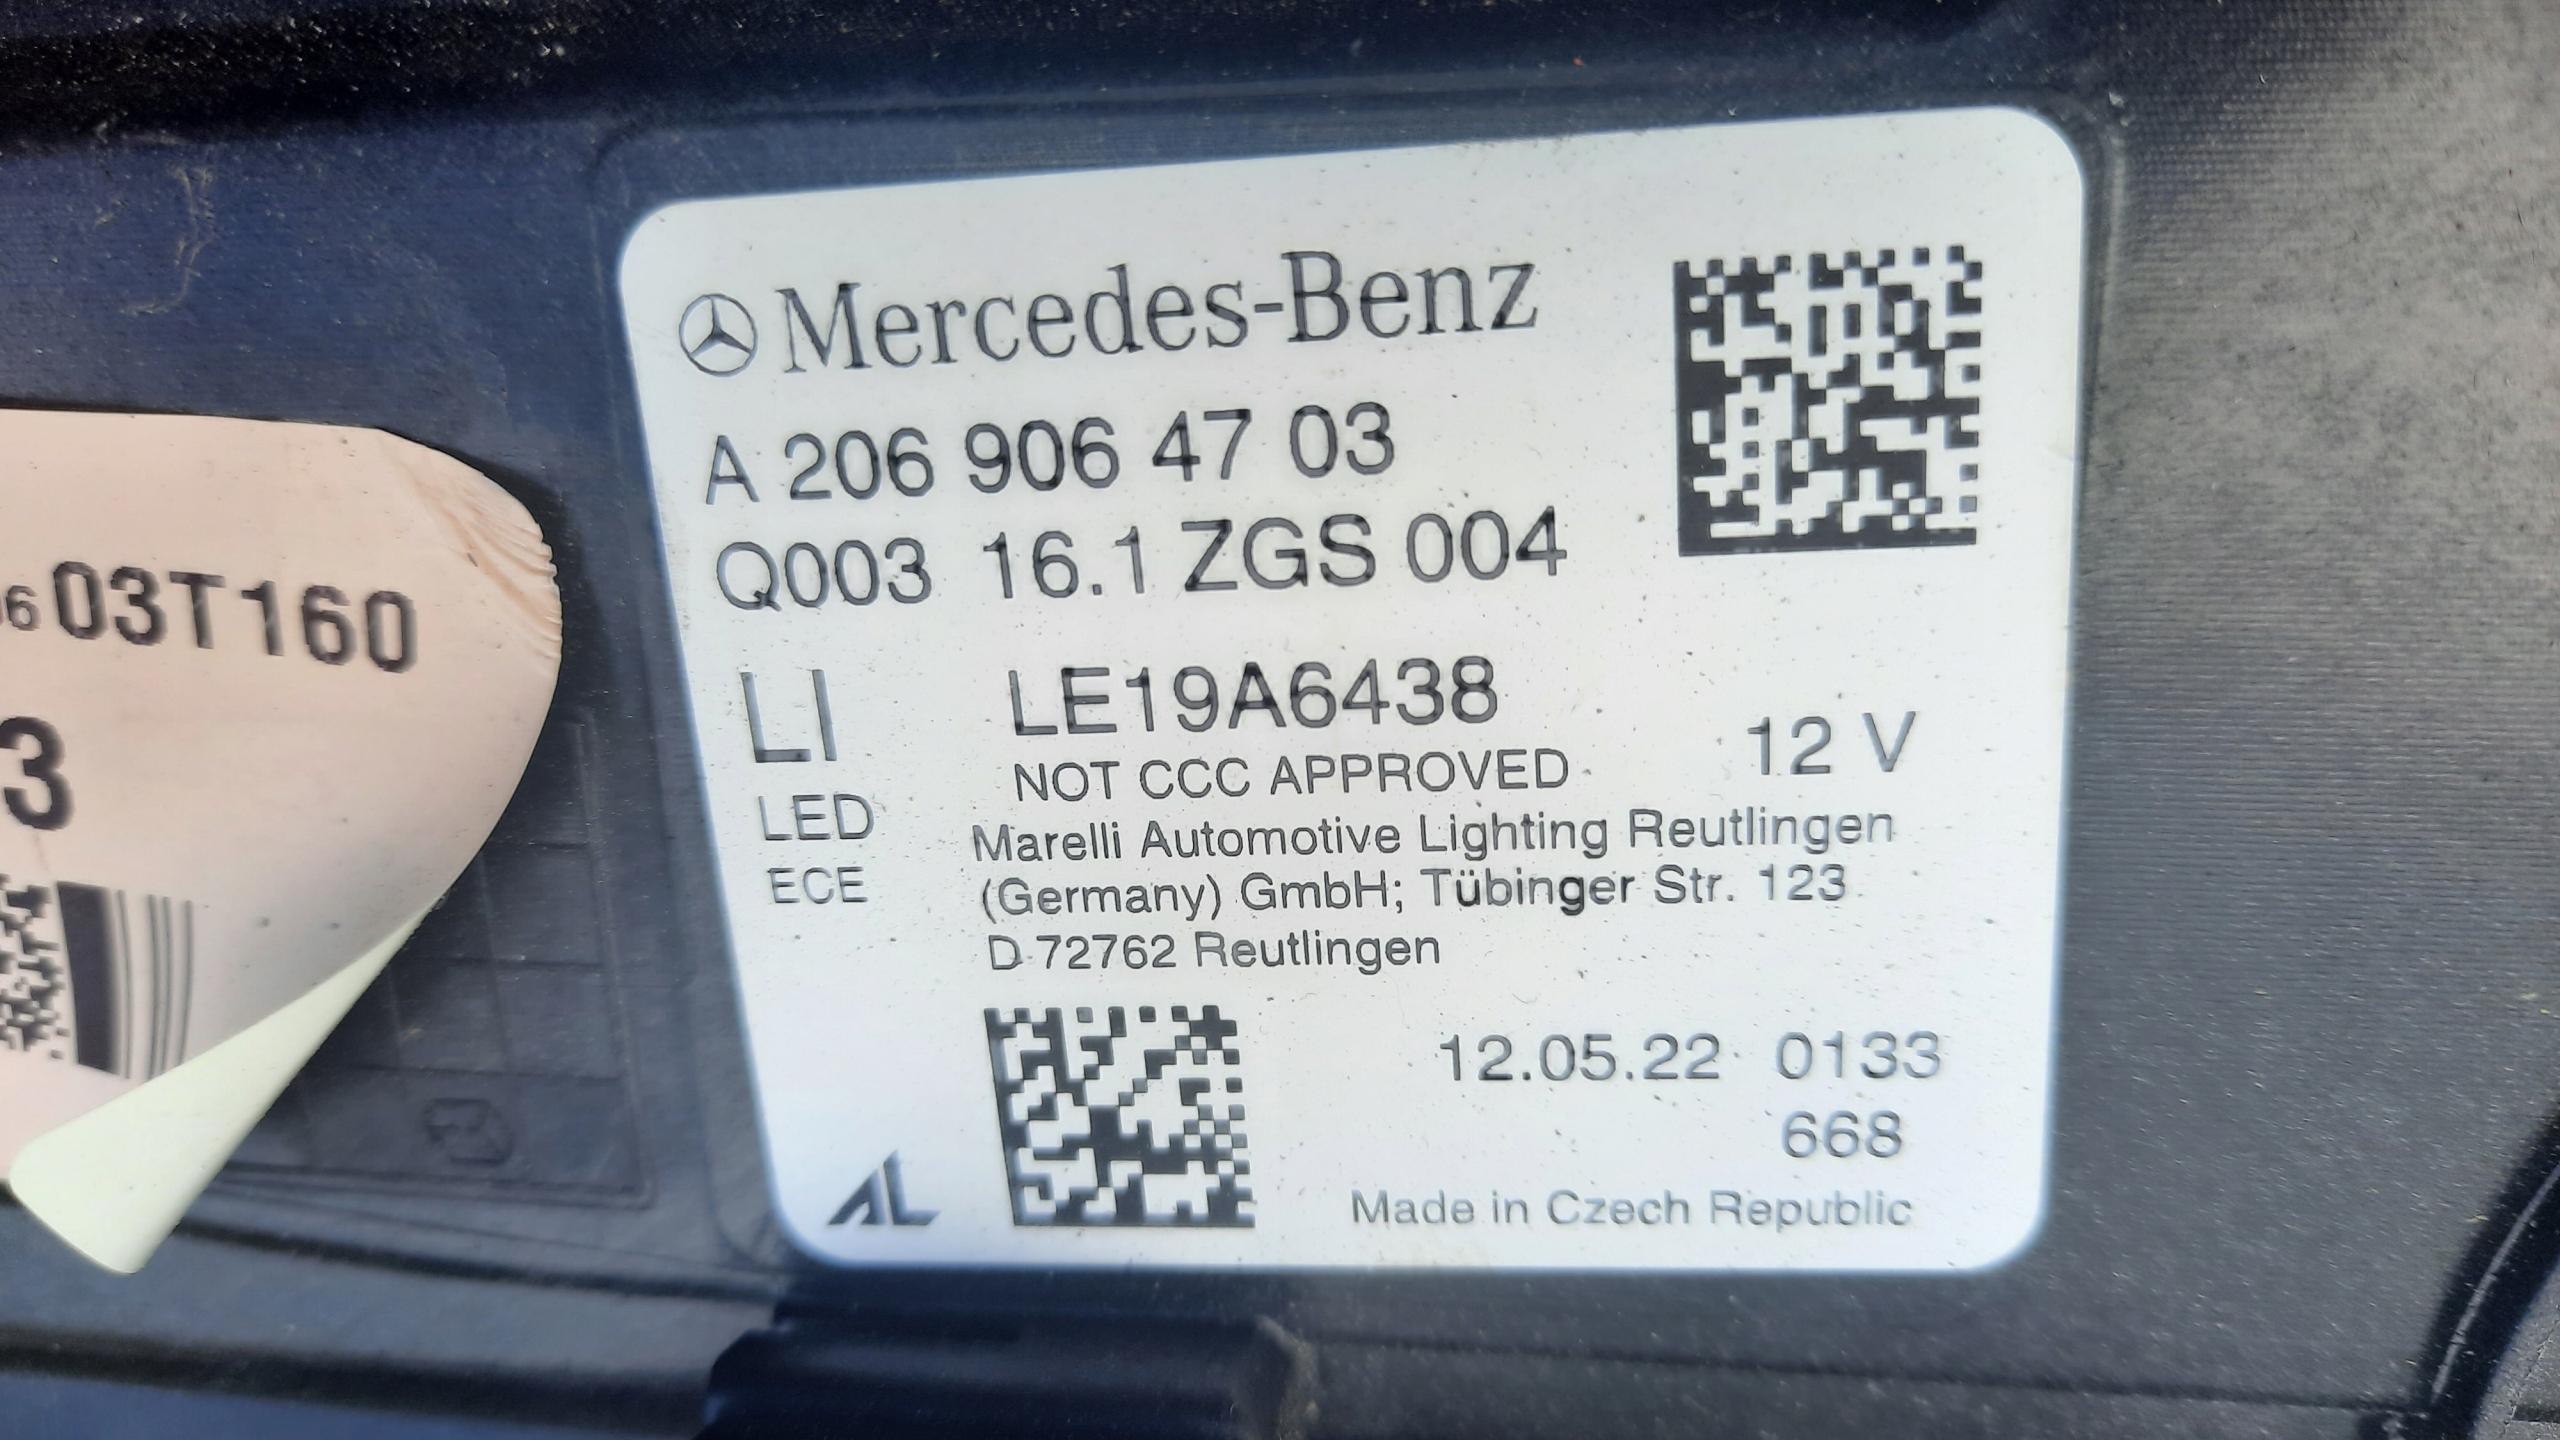 Mercedes-Benz
A 206 906 47 03
Q003 16.1 ZGS 004
LI LE19A6438
NOT CCC APPROVED 12 V
LED
ECE
Marelli Automotive Lighting Reutlingen
(Germany) GmbH; Tübinger Str. 123
D-72762 Reutlingen
12.05.22 0133
668
AL
Made in Czech Republic
6 03T160
3